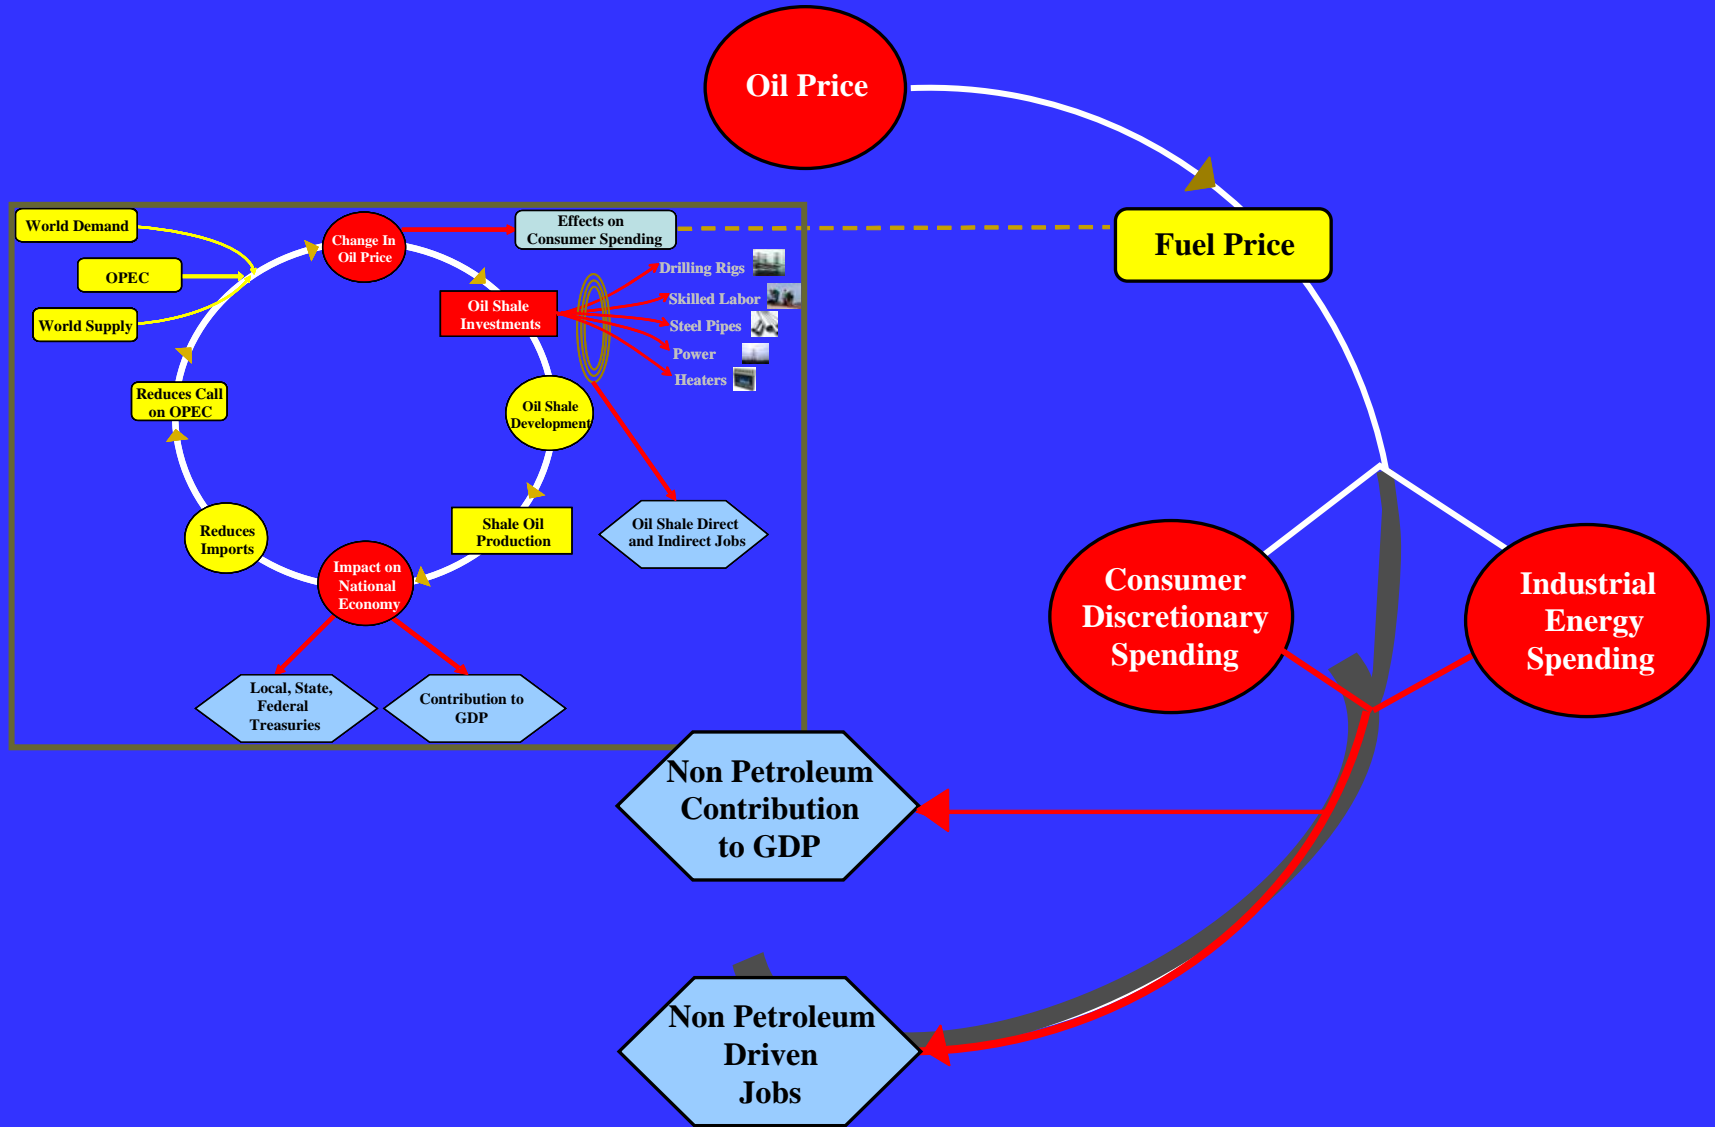 Oil Price
Fuel Price
World Demand
OPEC
World Supply
Change In
Oil Price
Effects on
Consumer Spending
Oil Shale
Investments
Drilling Rigs
Skilled Labor
Steel Pipes
Power
Heaters
Reduces Call
on OPEC
Oil Shale
Development
Reduces
Imports
Shale Oil
Production
Oil Shale Direct
and Indirect Jobs
Impact on
National
Economy
Local, State,
Federal
Treasuries
Contribution to
GDP
Consumer
Discretionary
Spending
Industrial
Energy
Spending
Non Petroleum
Contribution
to GDP
Non Petroleum
Driven
Jobs